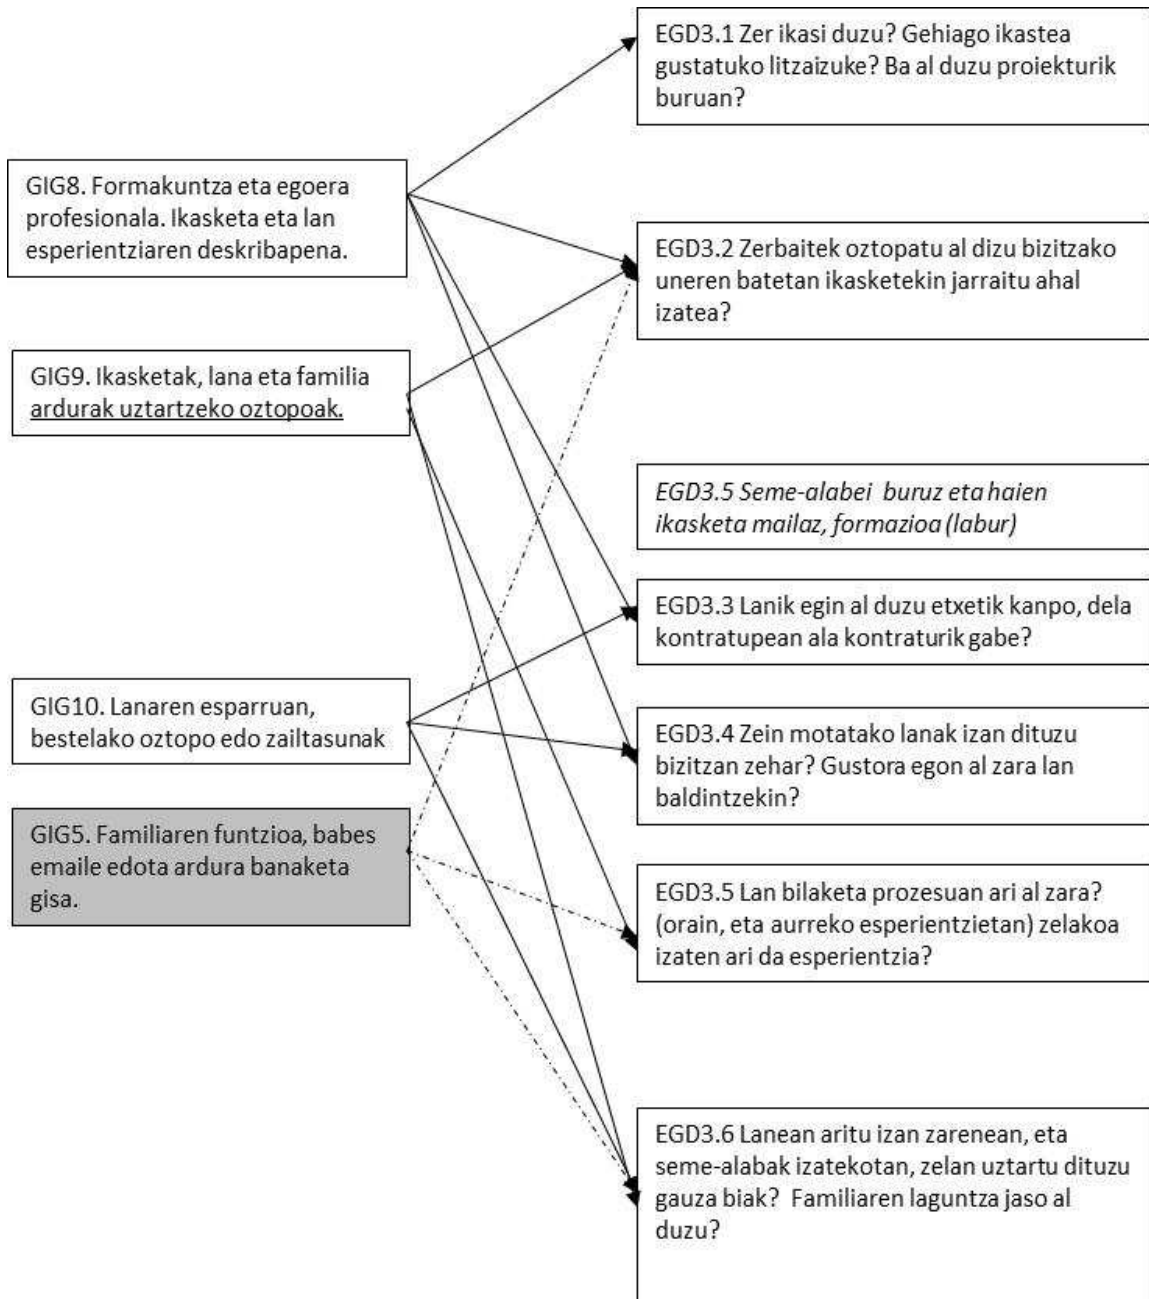 EGD3.1 Zer ikasi duzu? Gehiago ikastea
gustatuko litzaizuke? Ba al duzu proiekturik
buruan?
GIG8. Formakuntza eta egoera
profesionala. Ikasketa eta lan
esperientziaren deskribapena.
EGD3.2 Zerbaitek oztopatu al dizu bizitzako
uneren batetan ikasketekin jarraitu ahal
izatea?
GIG9. Ikasketak, lana eta familia
ardurak uztartzeko oztopoak.
EGD3.5 Seme-alabei buruz eta haien
ikasketa mailaz, formazioa (labur)
EGD3.3 Lanik egin al duzu etxetik kanpo, dela
kontratupean ala kontraturik gabe?
GIG10. Lanaren esparruan,
bestelako oztopo edo zailtasunak
EGD3.4 Zein motatako lanak izan dituzu
bizitzan zehar? Gustora egon al zara lan
baldintzekin?
GIG5. Familiaren funtzioa, babes
emaile edota ardura banaketa
gisa.
EGD3.5 Lan bilaketa prozesuan ari al zara?
(orain, eta aurreko esperientzietan) zelakoa
izaten ari da esperientzia?
EGD3.6 Lanean aritu izan zarenean, eta
seme-alabak izatekotan, zelan uztartu dituzu
gauza biak? Familiaren laguntza jaso al
duzu?